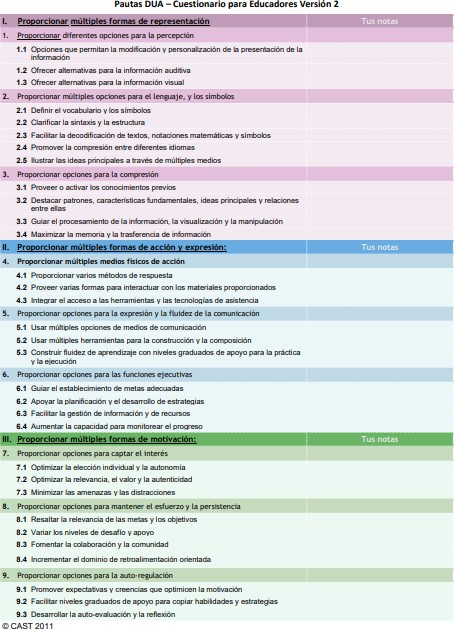 Pautas DUA – Cuestionario para Educadores Versión 2
I. Proporcionar múltiples formas de representación Tus notas
1. Proporcionar diferentes opciones para la percepción
1.1 Opciones que permitan la modificación y personalización de la presentación de la
información
1.2 Ofrecer alternativas para la información auditiva
1.3 Ofrecer alternativas para la información visual
2. Proporcionar múltiples opciones para el lenguaje, y los símbolos
2.1 Definir el vocabulario y los símbolos
2.2 Clarificar la sintaxis y la estructura
2.3 Facilitar la decodificación de textos, notaciones matemáticas y símbolos
2.4 Promover la compresión entre diferentes idiomas
2.5 Ilustrar las ideas principales a través de múltiples medios
3. Proporcionar opciones para la compresión
3.1 Proveer o activar los conocimientos previos
3.2 Destacar patrones, características fundamentales, ideas principales y relaciones
entre ellas
3.3 Guiar el procesamiento de la información, la visualización y la manipulación
3.4 Maximizar la memoria y la trasferencia de información
II. Proporcionar múltiples formas de acción y expresión: Tus notas
4. Proporcionar múltiples medios físicos de acción
4.1 Proporcionar varios métodos de respuesta
4.2 Proveer varias formas para interactuar con los materiales proporcionados
4.3 Integrar el acceso a las herramientas y las tecnologías de asistencia
5. Proporcionar opciones para la expresión y la fluidez de la comunicación
5.1 Usar múltiples opciones de medios de comunicación
5.2 Usar múltiples herramientas para la construcción y la composición
5.3 Construir fluidez de aprendizaje con niveles graduados de apoyo para la práctica
y la ejecución
6. Proporcionar opciones para las funciones ejecutivas
6.1 Guiar el establecimiento de metas adecuadas
6.2 Apoyar la planificación y el desarrollo de estrategias
6.3 Facilitar la gestión de información y de recursos
6.4 Aumentar la capacidad para monitorear el progreso
III. Proporcionar múltiples formas de motivación: Tus notas
7. Proporcionar opciones para captar el interés
7.1 Optimizar la elección individual y la autonomía
7.2 Optimizar la relevancia, el valor y la autenticidad
7.3 Minimizar las amenazas y las distracciones
8. Proporcionar opciones para mantener el esfuerzo y la persistencia
8.1 Resaltar la relevancia de las metas y los objetivos
8.2 Variar los niveles de desafío y apoyo
8.3 Fomentar la colaboración y la comunidad
8.4 Incrementar el dominio de retroalimentación orientada
9. Proporcionar opciones para la auto-regulación
9.1 Promover expectativas y creencias que optimicen la motivación
9.2 Facilitar niveles graduados de apoyo para copiar habilidades y estrategias
9.3 Desarrollar la auto-evaluación y la reflexión
© CAST 2011